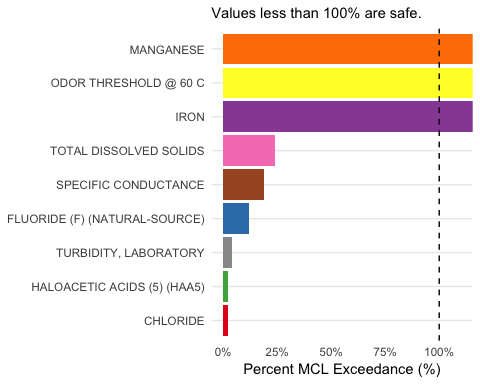 Values less than 100% are safe.
MANGANESE
ODOR THRESHOLD @ 60 C
IRON
TOTAL DISSOLVED SOLIDS
SPECIFIC CONDUCTANCE
FLUORIDE (F) (NATURAL-SOURCE)
TURBIDITY, LABORATORY
HALOACETIC ACIDS (5) (HAA5)
CHLORIDE
0% 25% 50% 75% 100%
Percent MCL Exceedance (%)